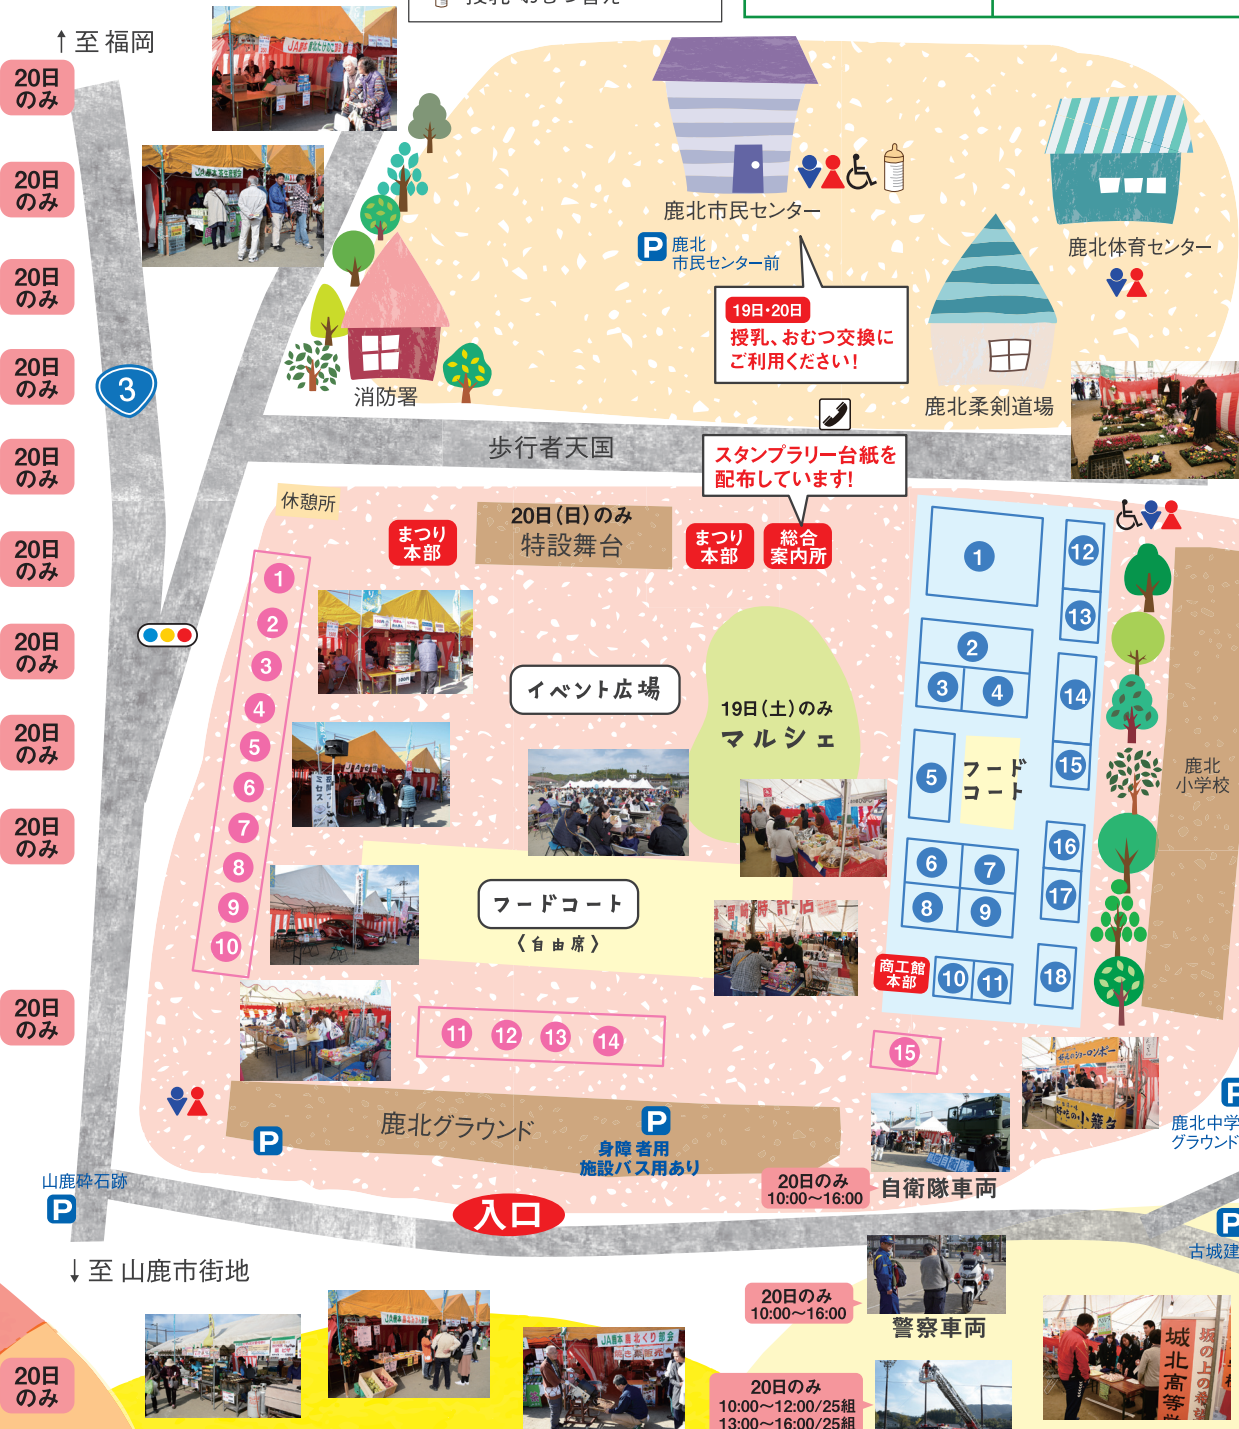 ↑至 福岡
20日
のみ
20日
のみ
20日
のみ
20日
のみ
20日
のみ
20日
のみ
20日
のみ
20日
のみ
20日
のみ
20日
のみ
20日
のみ
3
鹿北市民センター
P 鹿北
市民センター前
19日・20日
授乳、おむつ交換に
ご利用ください!
鹿北体育センター
鹿北柔剣道場
消防署
歩行者天国
スタンプラリー台紙を
配布しています!
休憩所
まつり
本部
20日(日)のみ
特設舞台
まつり
本部
総合
案内所
1
2
3
4
5
6
7
8
9
10
イベント広場
19日(土)のみ
マルシェ
フードコート
〈自由席〉
11 12 13 14
15
1
2
3 4
5
フード
コート
6 7
8 9
商工館
本部
10 11
12
13
14
15
16
17
18
鹿北
小学校
鹿北グラウンド
P
P
身障者用
施設バス用あり
20日のみ
10:00〜16:00
自衛隊車両
P
鹿北中学
グラウンド
山鹿砕石跡
P
入口
P
古城建
↓至 山鹿市街地
20日のみ
10:00〜16:00
警察車両
20日のみ
10:00〜12:00/25組
13:00〜16:00/25組
JA熊本 鹿北くり部会
城北高等学
坂の上の希望